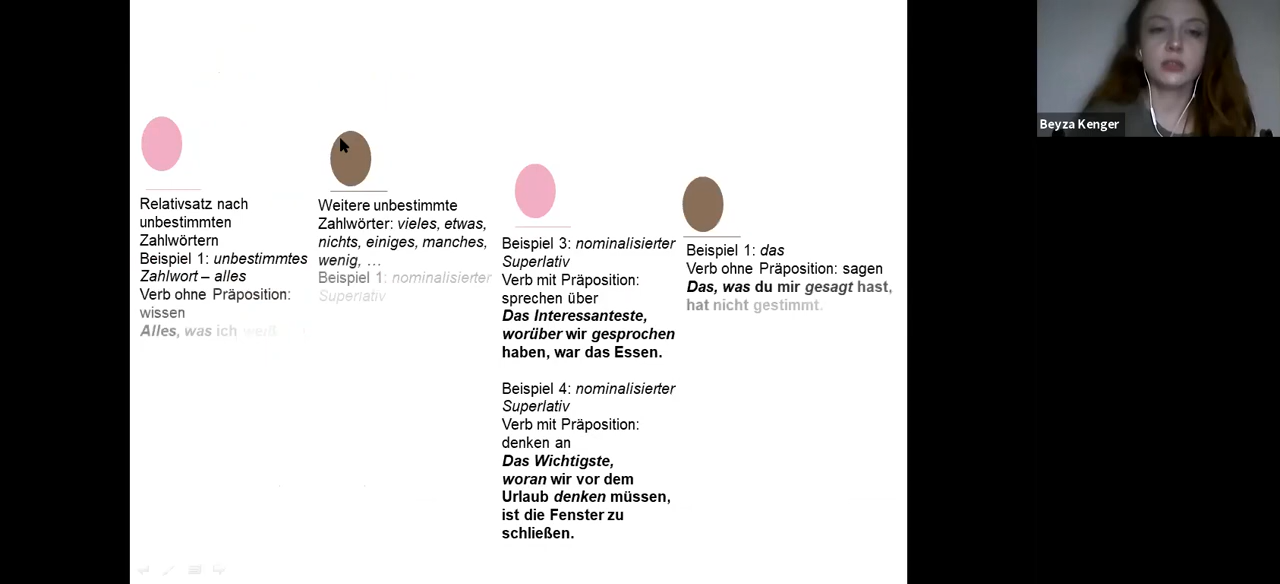 Relativsatz nach
unbestimmten
Zahlwörtern
Beispiel 1: unbestimmtes
Zahlwort – alles
Verb ohne Präposition:
wissen
Alles, was ich weiß
Weitere unbestimmte
Zahlwörter: vieles, etwas,
nichts, einiges, manches,
wenig, …
Beispiel 1: nominalisierter
Superlativ
Beispiel 3: nominalisierter
Superlativ
Verb mit Präposition:
sprechen über
Das Interessanteste,
worüber wir gesprochen
haben, war das Essen.
Beispiel 4: nominalisierter
Superlativ
Verb mit Präposition:
denken an
Das Wichtigste,
woran wir vor dem
Urlaub denken müssen,
ist die Fenster zu
schließen.
Beispiel 1: das
Verb ohne Präposition: sagen
Das, was du mir gesagt hast,
hat nicht gestimmt.
Beyza Kenger